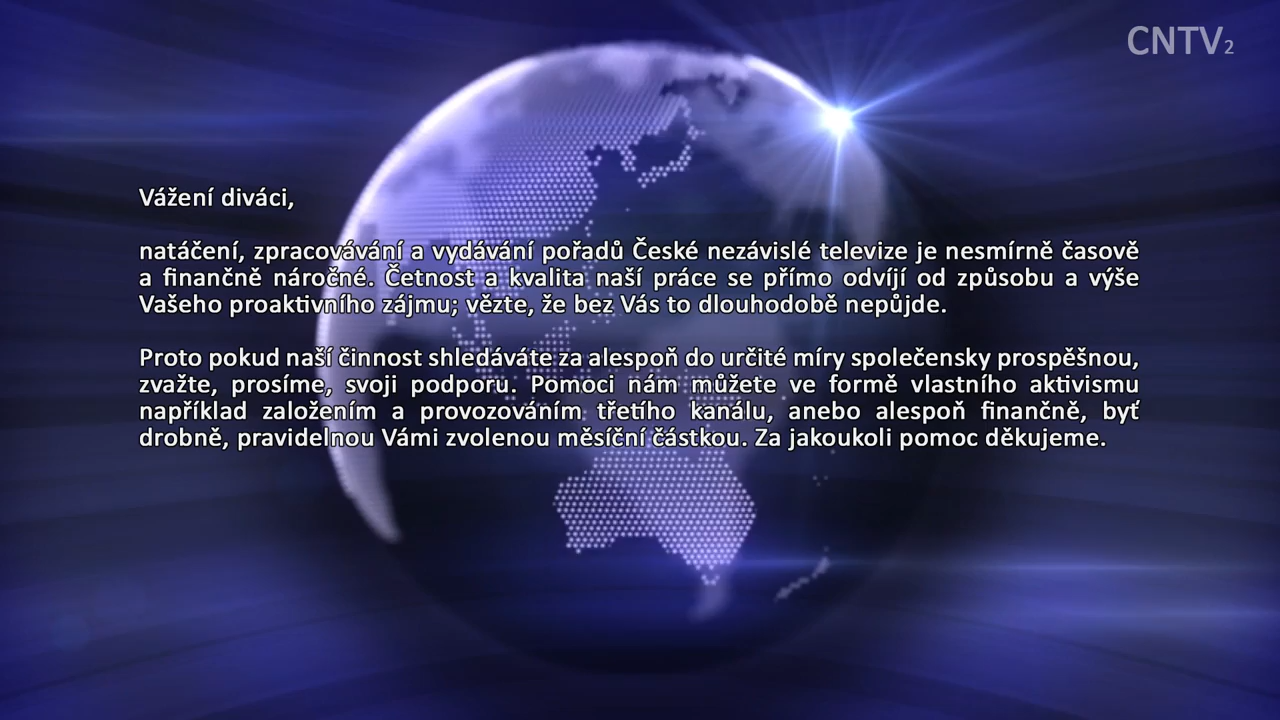 CNTV2
Vážení diváci,
natáčení, zpracovávání a vydávání pořadů České nezávislé televize je nesmírně časově
a finančně náročné. Četnost a kvalita naší práce se přímo odvíjí od způsobu a výše
Vašeho proaktivního zájmu; vězte, že bez Vás to dlouhodobě nepůjde.
Proto pokud naší činnost shledáváte za alespoň do určité míry společensky prospěšnou,
zvažte, prosíme, svoji podporu. Pomoci nám můžete ve formě vlastního aktivismu
například založením a provozováním třetího kanálu, anebo alespoň finančně, byť
drobně, pravidelnou Vámi zvolenou měsíční částkou. Za jakoukoli pomoc děkujeme.